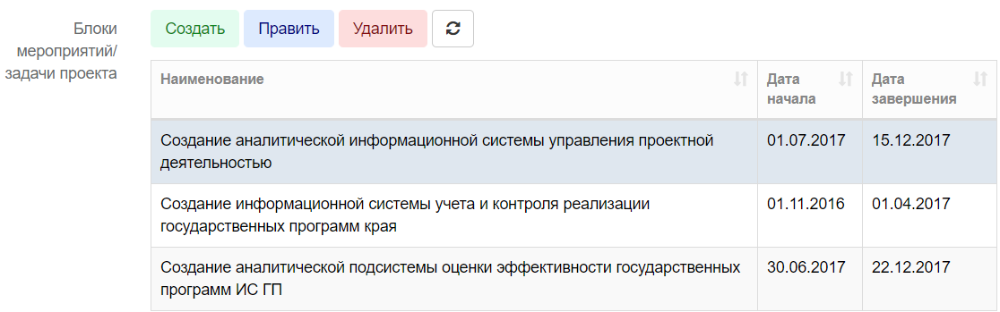 Блоки
мероприятий/
задачи проекта
Создать Править Удалить
Наименование Дата начала Дата завершения
Создание аналитической информационной системы управления проектной
деятельностью
01.07.2017 15.12.2017
Создание информационной системы учета и контроля реализации
государственных программ края
01.11.2016 01.04.2017
Создание аналитической подсистемы оценки эффективности государственных
программ ИС ГП
30.06.2017 22.12.2017